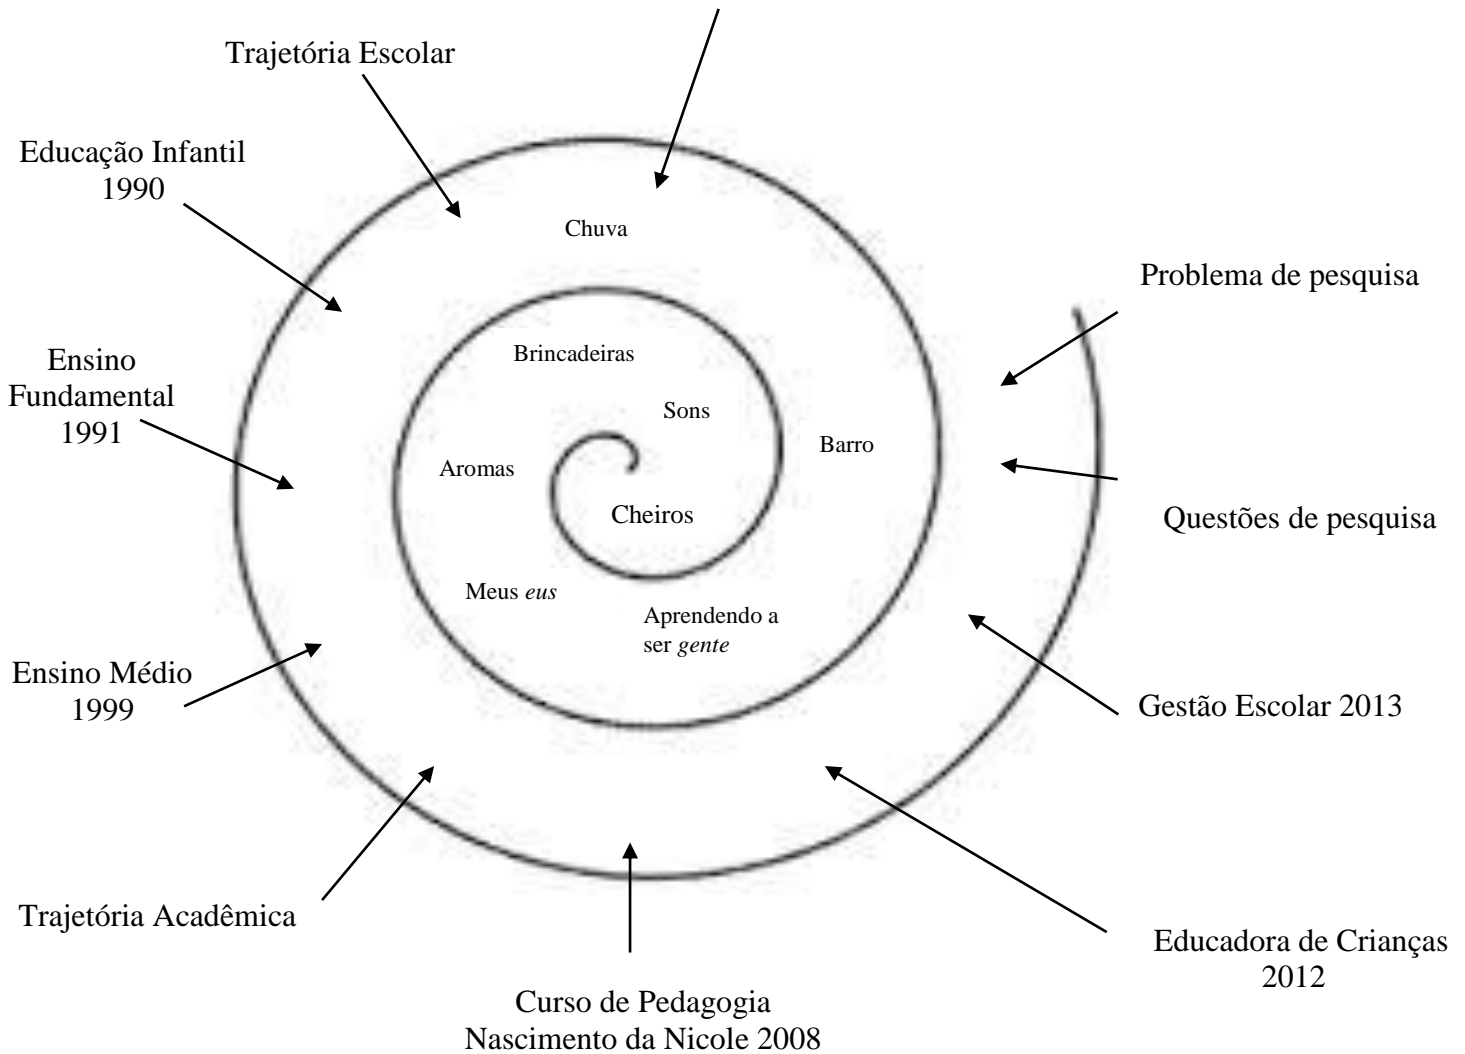 Trajetória Escolar
Educação Infantil
1990
Chuva
Problema de pesquisa
Brincadeiras
Ensino
Fundamental
1991
Sons
Barro
Aromas
Cheiros
Questões de pesquisa
Meus eus
Aprendendo a
ser gente
Ensino Médio
1999
Gestão Escolar 2013
Trajetória Acadêmica
Educadora de Crianças
2012
Curso de Pedagogia
Nascimento da Nicole 2008